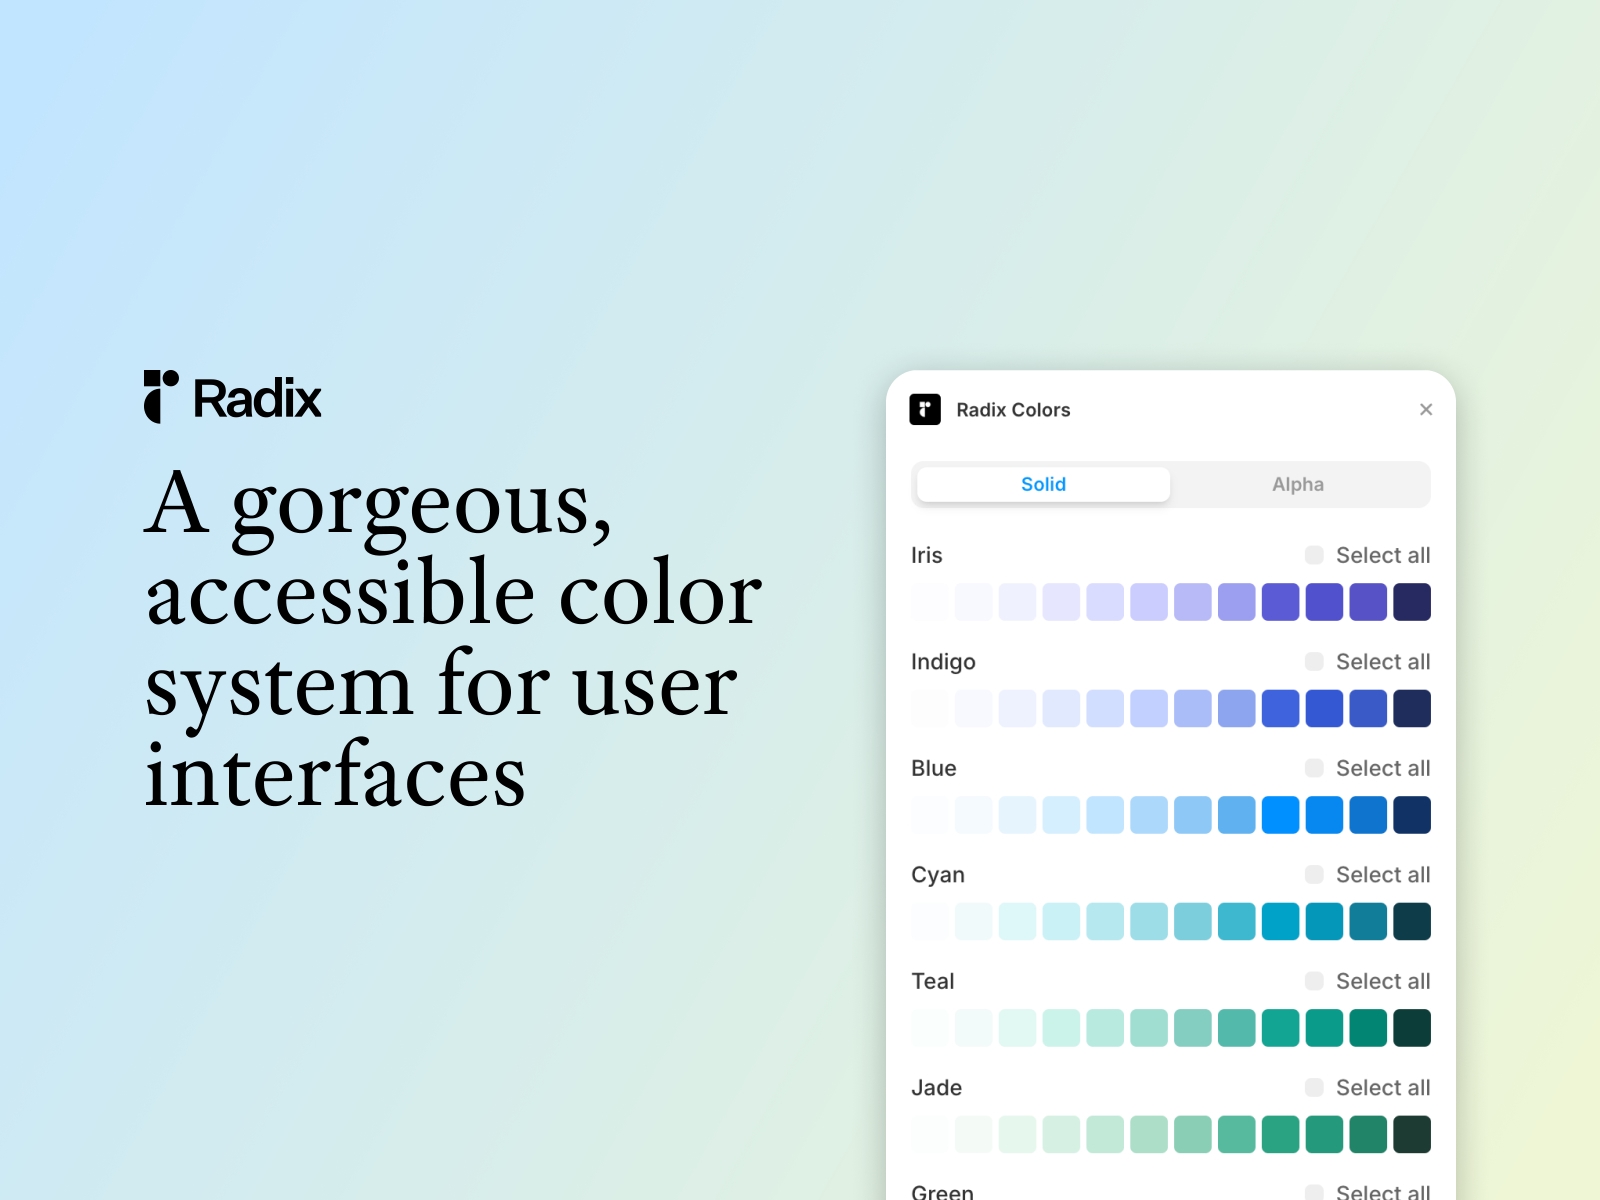 Radix
A gorgeous,
accessible color
system for user
interfaces
Radix Colors
Solid Alpha
Iris Select all
Indigo Select all
Blue Select all
Cyan Select all
Teal Select all
Jade Select all
Green Select all